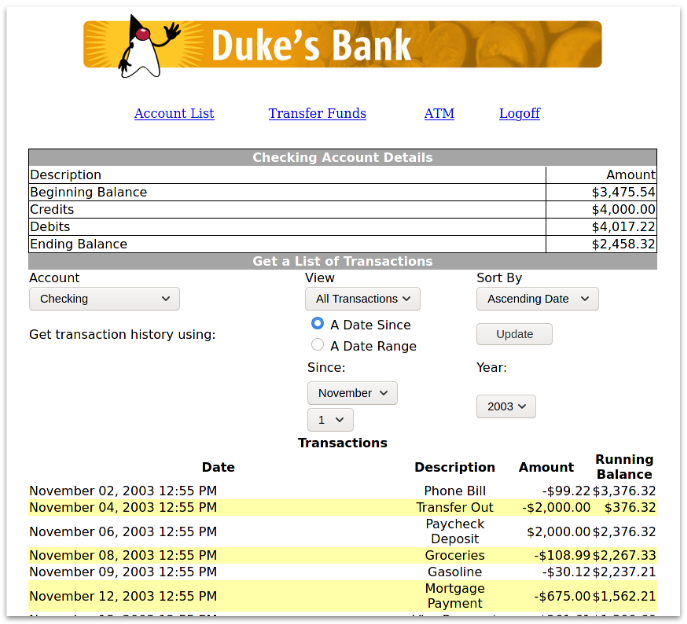 Duke's Bank
Account List Transfer Funds ATM Logoff
Checking Account Details
Description Amount
Beginning Balance $3,475.54
Credits $4,000.00
Debits $4,017.22
Ending Balance $2,458.32
Get a List of Transactions
Account View Sort By
Checking All Transactions Ascending Date
Get transaction history using: A Date Since Update
A Date Range
Since: Year:
November
2003
1
Transactions
Date Description Amount Running Balance
November 02, 2003 12:55 PM Phone Bill -$99.22 $3,376.32
November 04, 2003 12:55 PM Transfer Out -$2,000.00 $376.32
November 06, 2003 12:55 PM Paycheck Deposit $2,000.00 $2,376.32
November 08, 2003 12:55 PM Groceries -$108.99 $2,267.33
November 09, 2003 12:55 PM Gasoline -$30.12 $2,237.21
November 12, 2003 12:55 PM Mortgage Payment -$675.00 $1,562.21